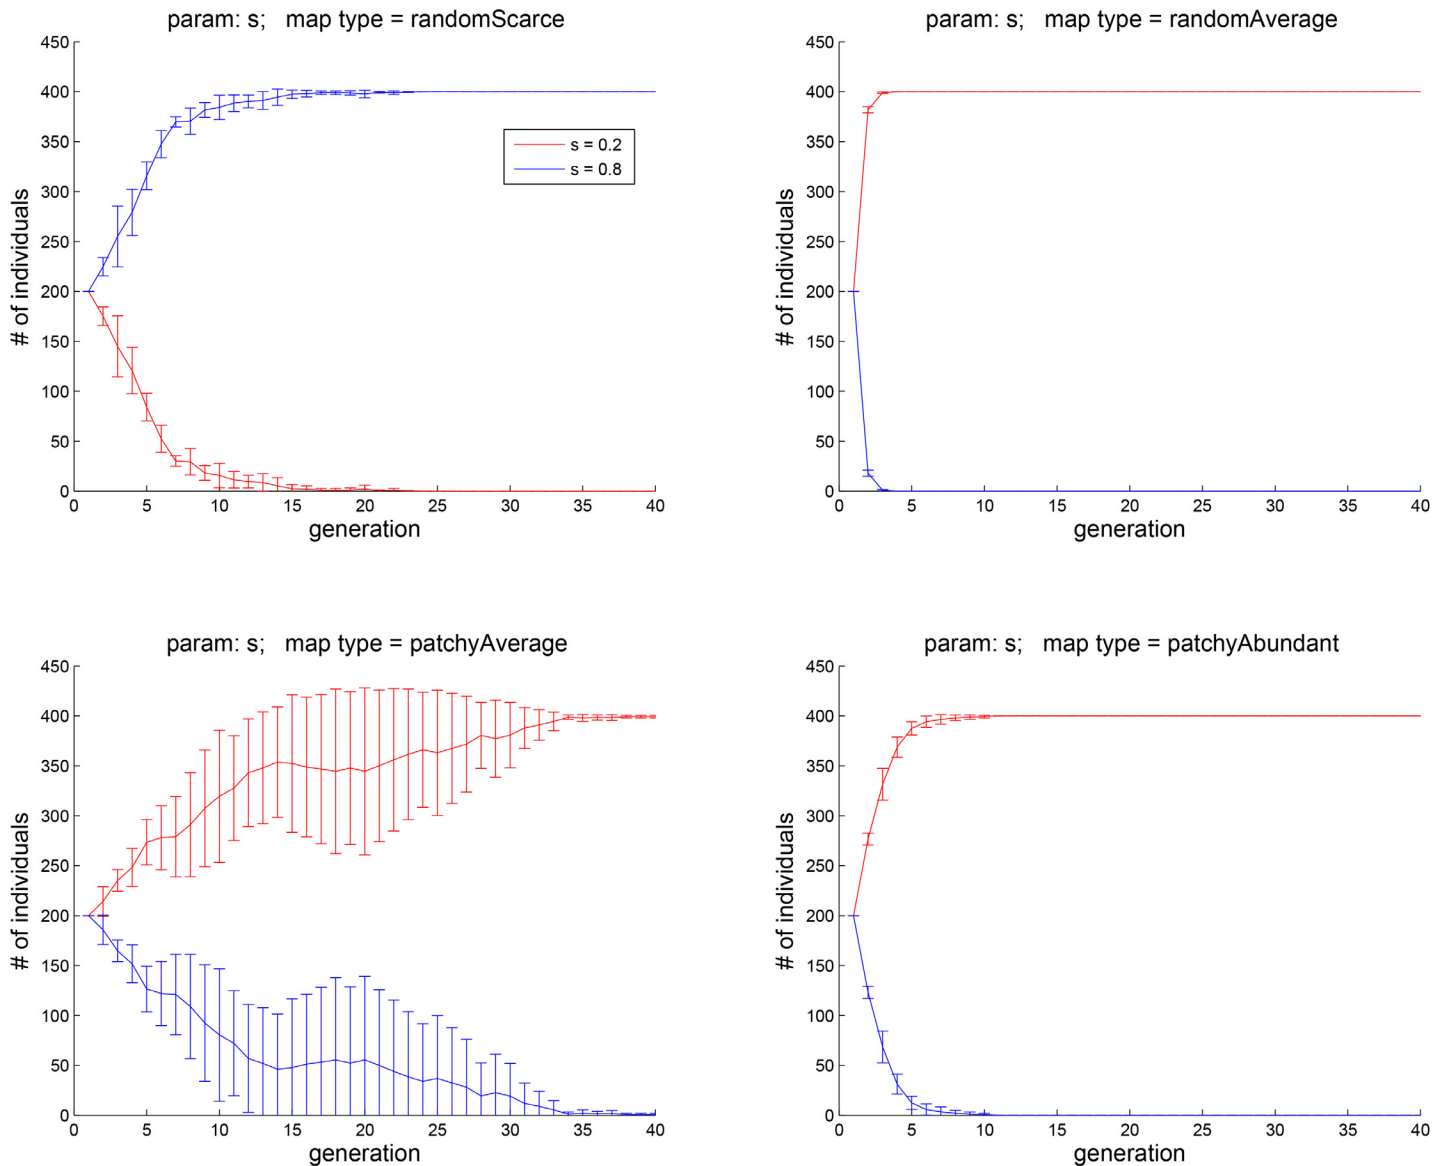 param: s; map type = randomScarce
450
400
350
300
250
200
150
100
50
0
# of individuals
s = 0.2
s = 0.8
0 5 10 15 20 25 30 35 40
generation
param: s; map type = randomAverage
450
400
350
300
250
200
150
100
50
0
# of individuals
0 5 10 15 20 25 30 35 40
generation
param: s; map type = patchyAverage
450
400
350
300
250
200
150
100
50
0
# of individuals
0 5 10 15 20 25 30 35 40
generation
param: s; map type = patchyAbundant
450
400
350
300
250
200
150
100
50
0
# of individuals
0 5 10 15 20 25 30 35 40
generation